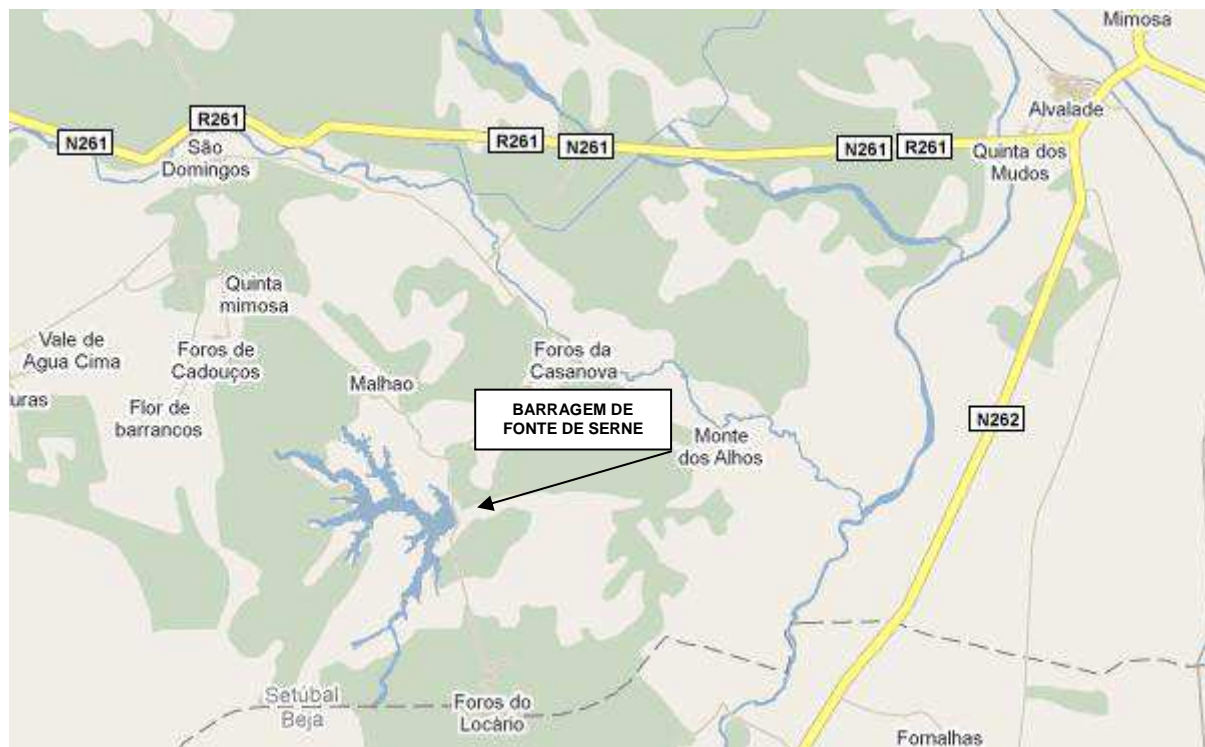 Mimosa
Alvalade
R261
N261
São
Domingos
R261
N261
N261
R261
Quinta dos
Mudos
Quinta
mimosa
Vale de
Agua Cima
Foros de
Cadouços
Foros da
Casanova
Malhao
uras
Flor de
barrancos
BARRAGEM DE
FONTE DE SERNE
N262
Monte
dos Alhos
Setúbal
Beja
Foros do
Locário
Fornalhas